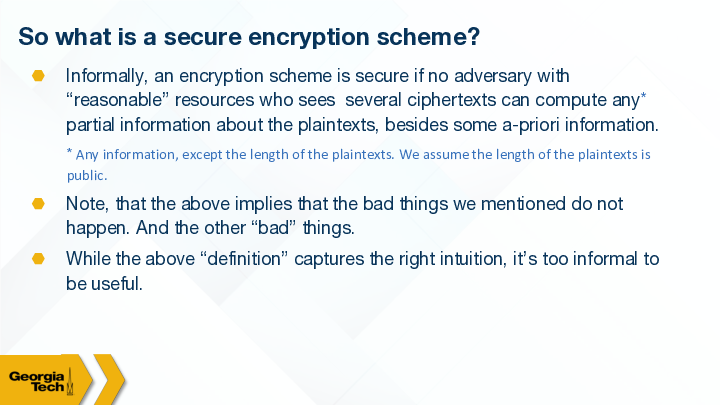 So what is a secure encryption scheme?
Informally, an encryption scheme is secure if no adversary with
“reasonable” resources who sees several ciphertexts can compute any*
partial information about the plaintexts, besides some a-priori information.
* Any information, except the length of the plaintexts. We assume the length of the plaintexts is
public.
Note, that the above implies that the bad things we mentioned do not
happen. And the other “bad” things.
While the above “definition” captures the right intuition, it’s too informal to
be useful.
Georgia
Tech